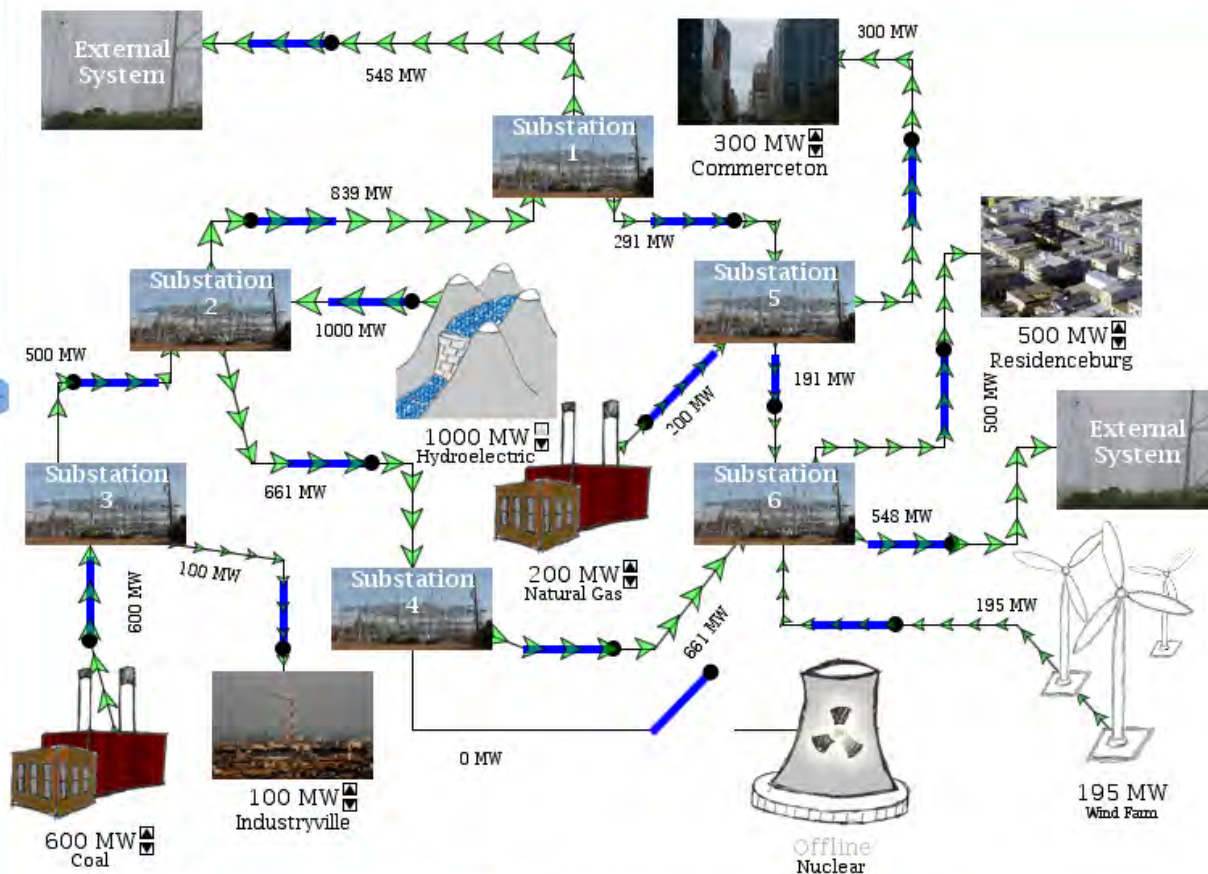 External
System
548 MW
Substation
1
300 MW
300 MW
Commerceton
839 MW
291 MW
Substation
2
1000 MW
Substation
5
500 MW
Residenceburg
500 MW
191 MW
200 MW
1000 MW
Hydroelectric
500 MW
External
System
661 MW
Substation
3
Substation
6
548 MW
100 MW
600 MW
Substation
4
200 MW
Natural Gas
661 MW
195 MW
0 MW
100 MW
Industryville
195 MW
Wind Farm
600 MW
Coal
Offline
Nuclear